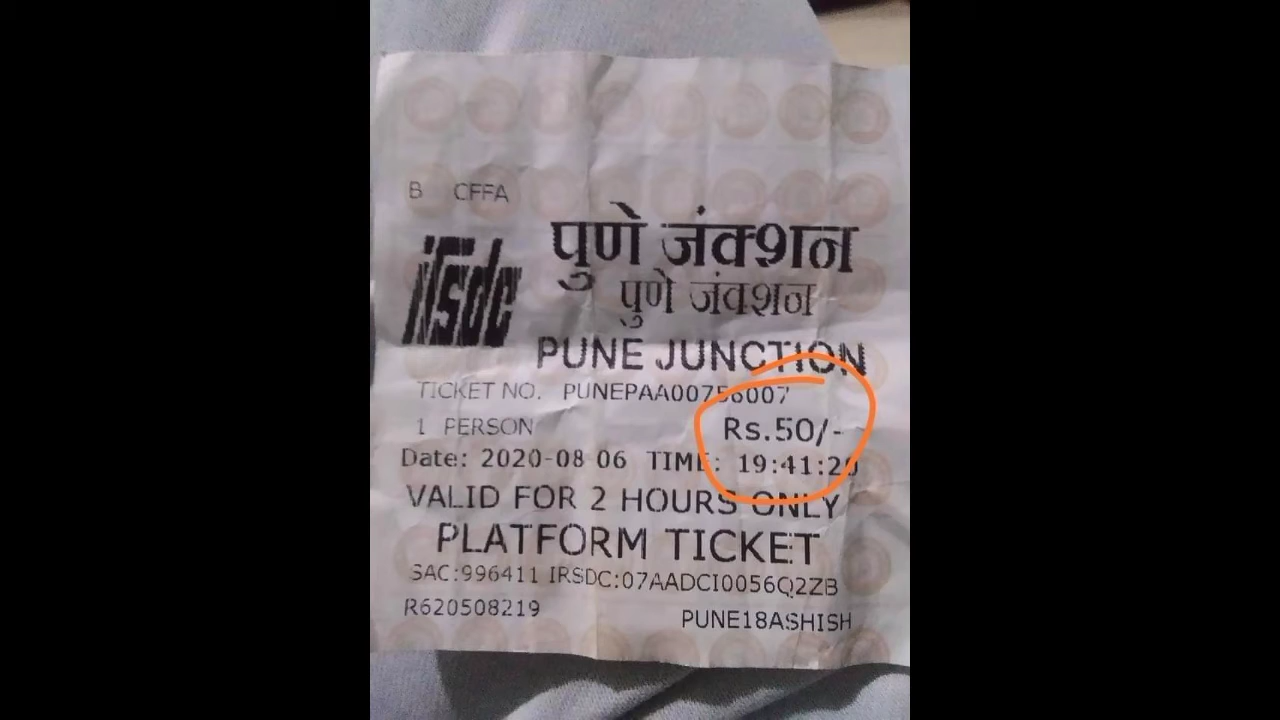 B CFFA
irsdc
पुणे जंक्शन
पुणे जंक्शन
PUNE JUNCTION
TICKET NO. PUNEPAA00756007
1 PERSON Rs.50/-
Date: 2020-08-06 TIME: 19:41:20
VALID FOR 2 HOURS ONLY
PLATFORM TICKET
SAC:996411 IRSDC:07AADCI0056Q2ZB
R620508219 PUNE18ASHISH